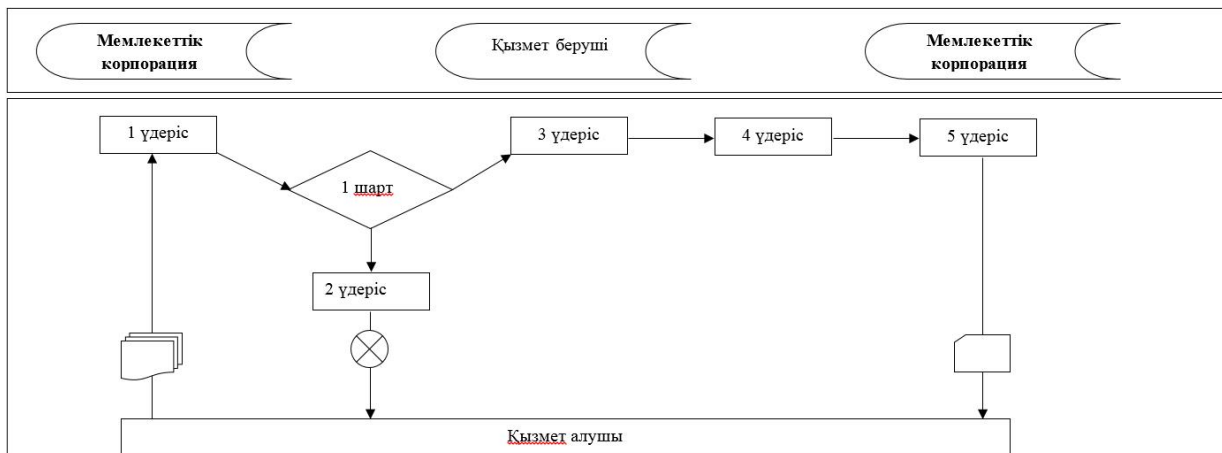 Мемлекеттік
корпорация
Қызмет беруші
Мемлекеттік
корпорация
1 үдеріс
3 үдеріс
4 үдеріс
5 үдеріс
1 шарт
2 үдеріс
Қызмет алушы